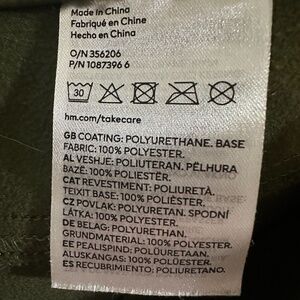 Made in China
Fabriqué en Chine
Hecho en China
O/N 356206
P/N 1087396 6
30
hm.com/takecare
GB COATING: POLYURETHANE. BASE
FABRIC: 100% POLYESTER.
AL VESHJE: POLIUTERAN. PËLHURA
BAZË: 100% POLIESTËR.
CAT REVESTIMENT: POLIURETÀ.
TEIXIT BASE: 100% POLIÈSTER.
CZ POVLAK: POLYURETAN. SPODNÍ
LÁTKA: 100% POLYESTER.
DE BELAG: POLYURETHAN.
GRUNDMATERIAL: 100% POLYESTER.
EE PEALISPIND: POLÜURETAAN.
ALUSKANGAS: 100% POLÜESTER.
ES RECUBRIMIENTO: POLIURETANO.